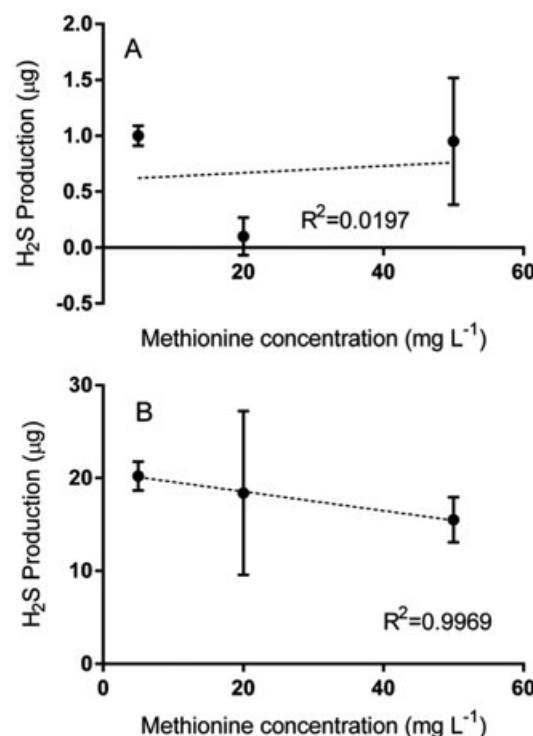 2.0
A
1.5
1.0
0.5
R²=0.0197
0.0
20
40
60
-0.5
H₂S Production (µg)
Methionine concentration (mg L⁻¹)
30
B
20
10
R²=0.9969
0
0
20
40
60
H₂S Production (µg)
Methionine concentration (mg L⁻¹)